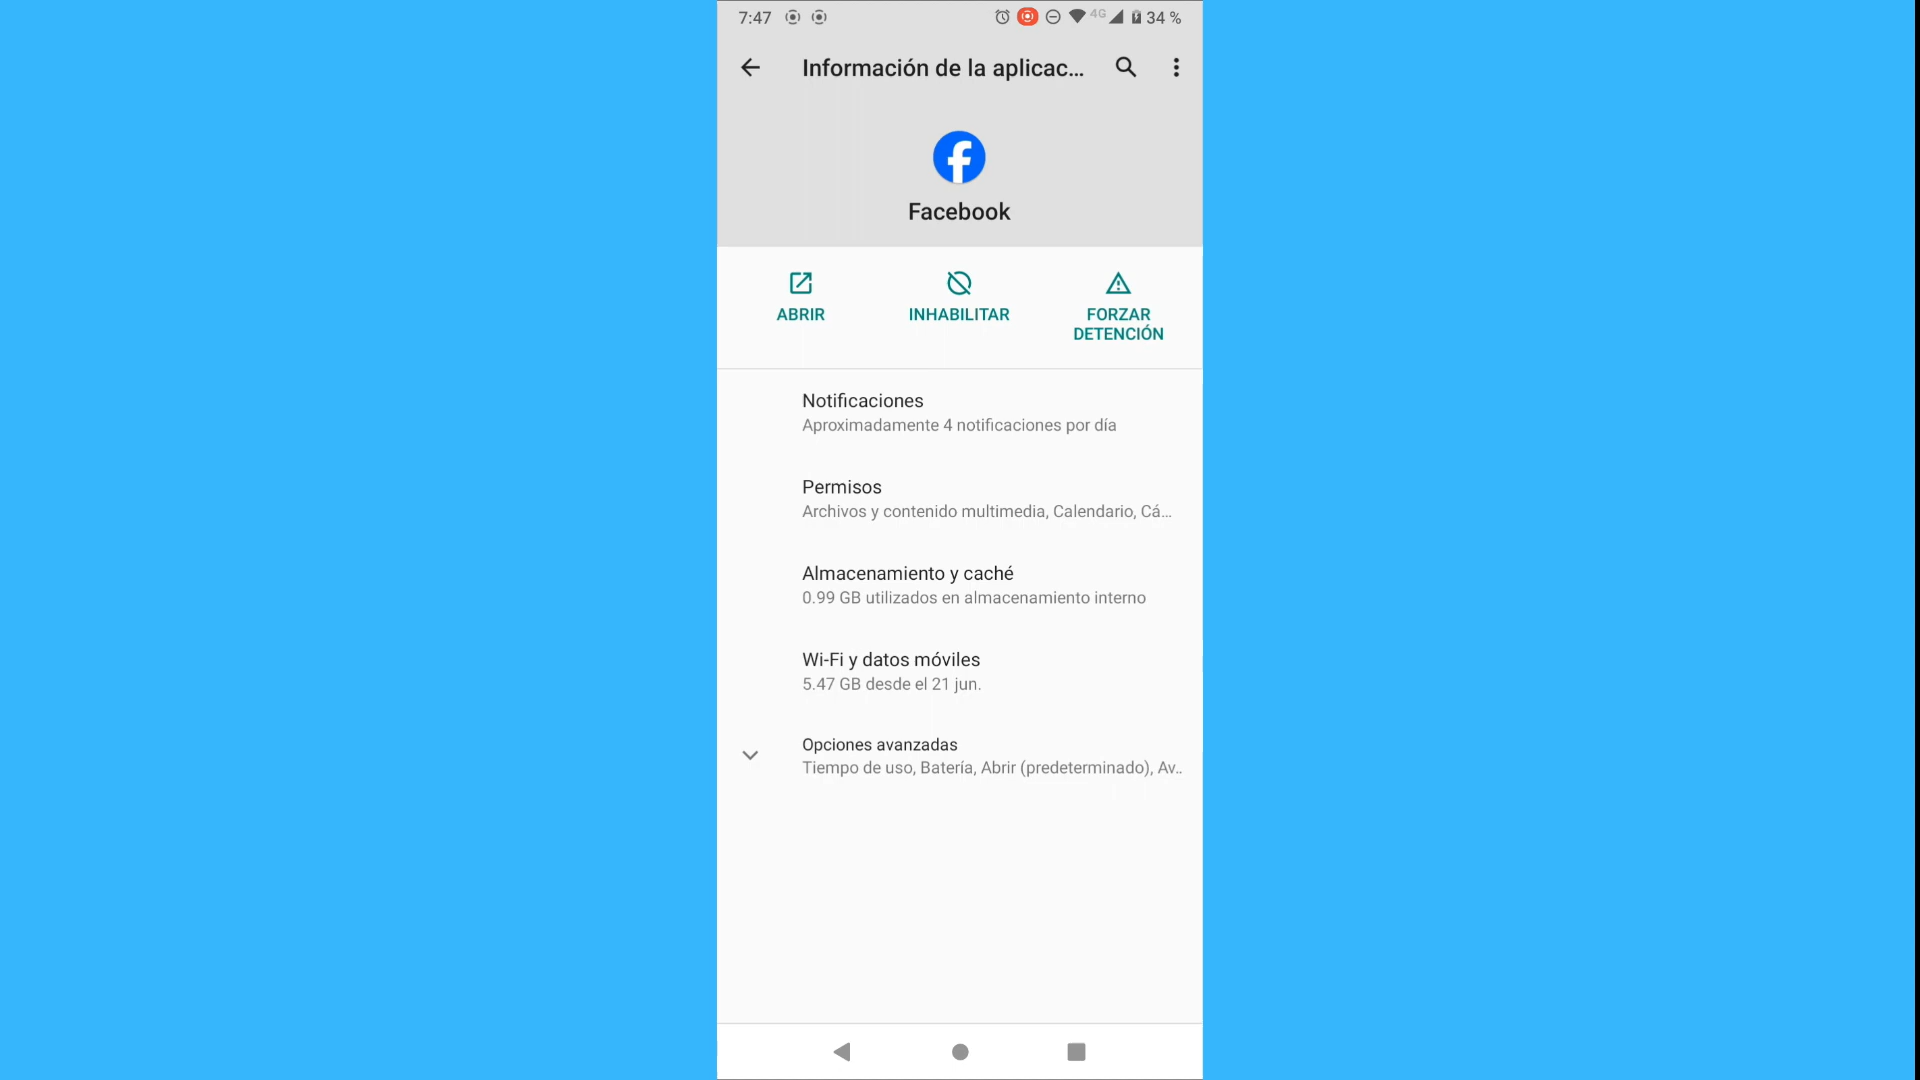 7:47 4G 34 %
Información de la aplicac...
Facebook
ABRIR
INHABILITAR
FORZAR
DETENCIÓN
Notificaciones
Aproximadamente 4 notificaciones por día
Permisos
Archivos y contenido multimedia, Calendario, Cá...
Almacenamiento y caché
0.99 GB utilizados en almacenamiento interno
Wi-Fi y datos móviles
5.47 GB desde el 21 jun.
Opciones avanzadas
Tiempo de uso, Batería, Abrir (predeterminado), Av..